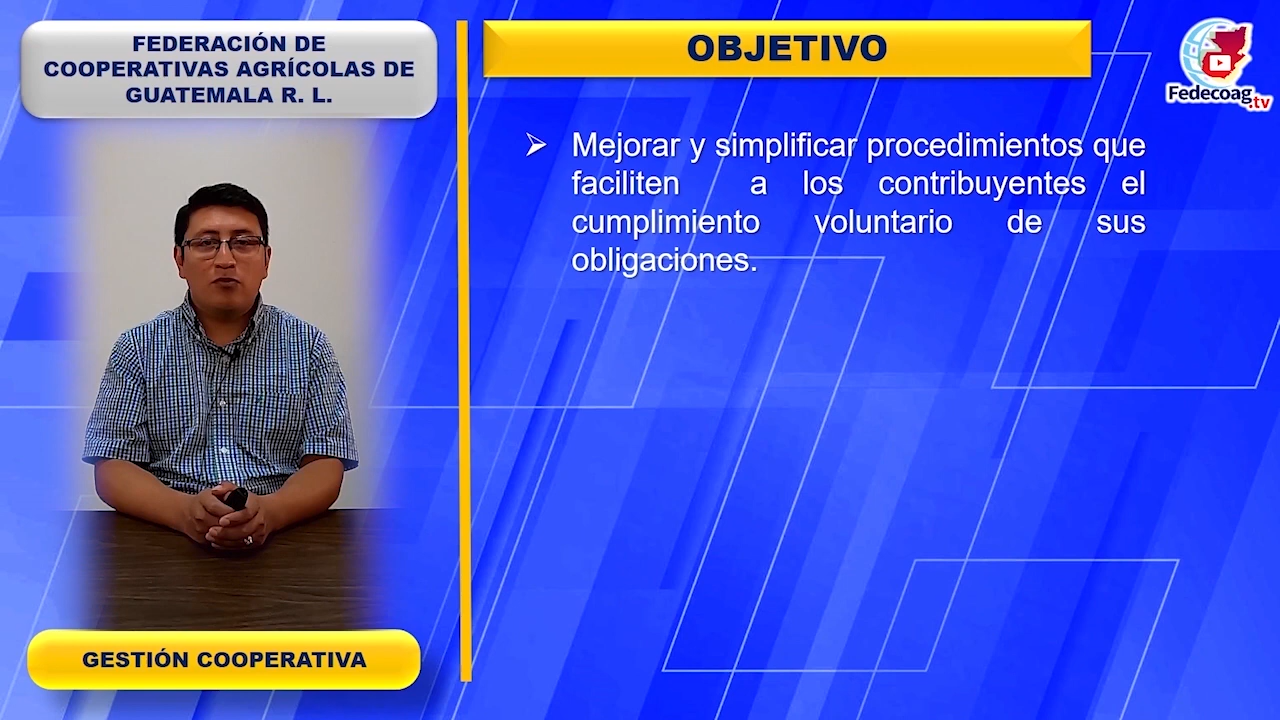 FEDERACIÓN DE
COOPERATIVAS AGRÍCOLAS DE
GUATEMALA R. L.
OBJETIVO
Fedecoag.tv
➢ Mejorar y simplificar procedimientos que
faciliten a los contribuyentes el
cumplimiento voluntario de sus
obligaciones.
GESTIÓN COOPERATIVA